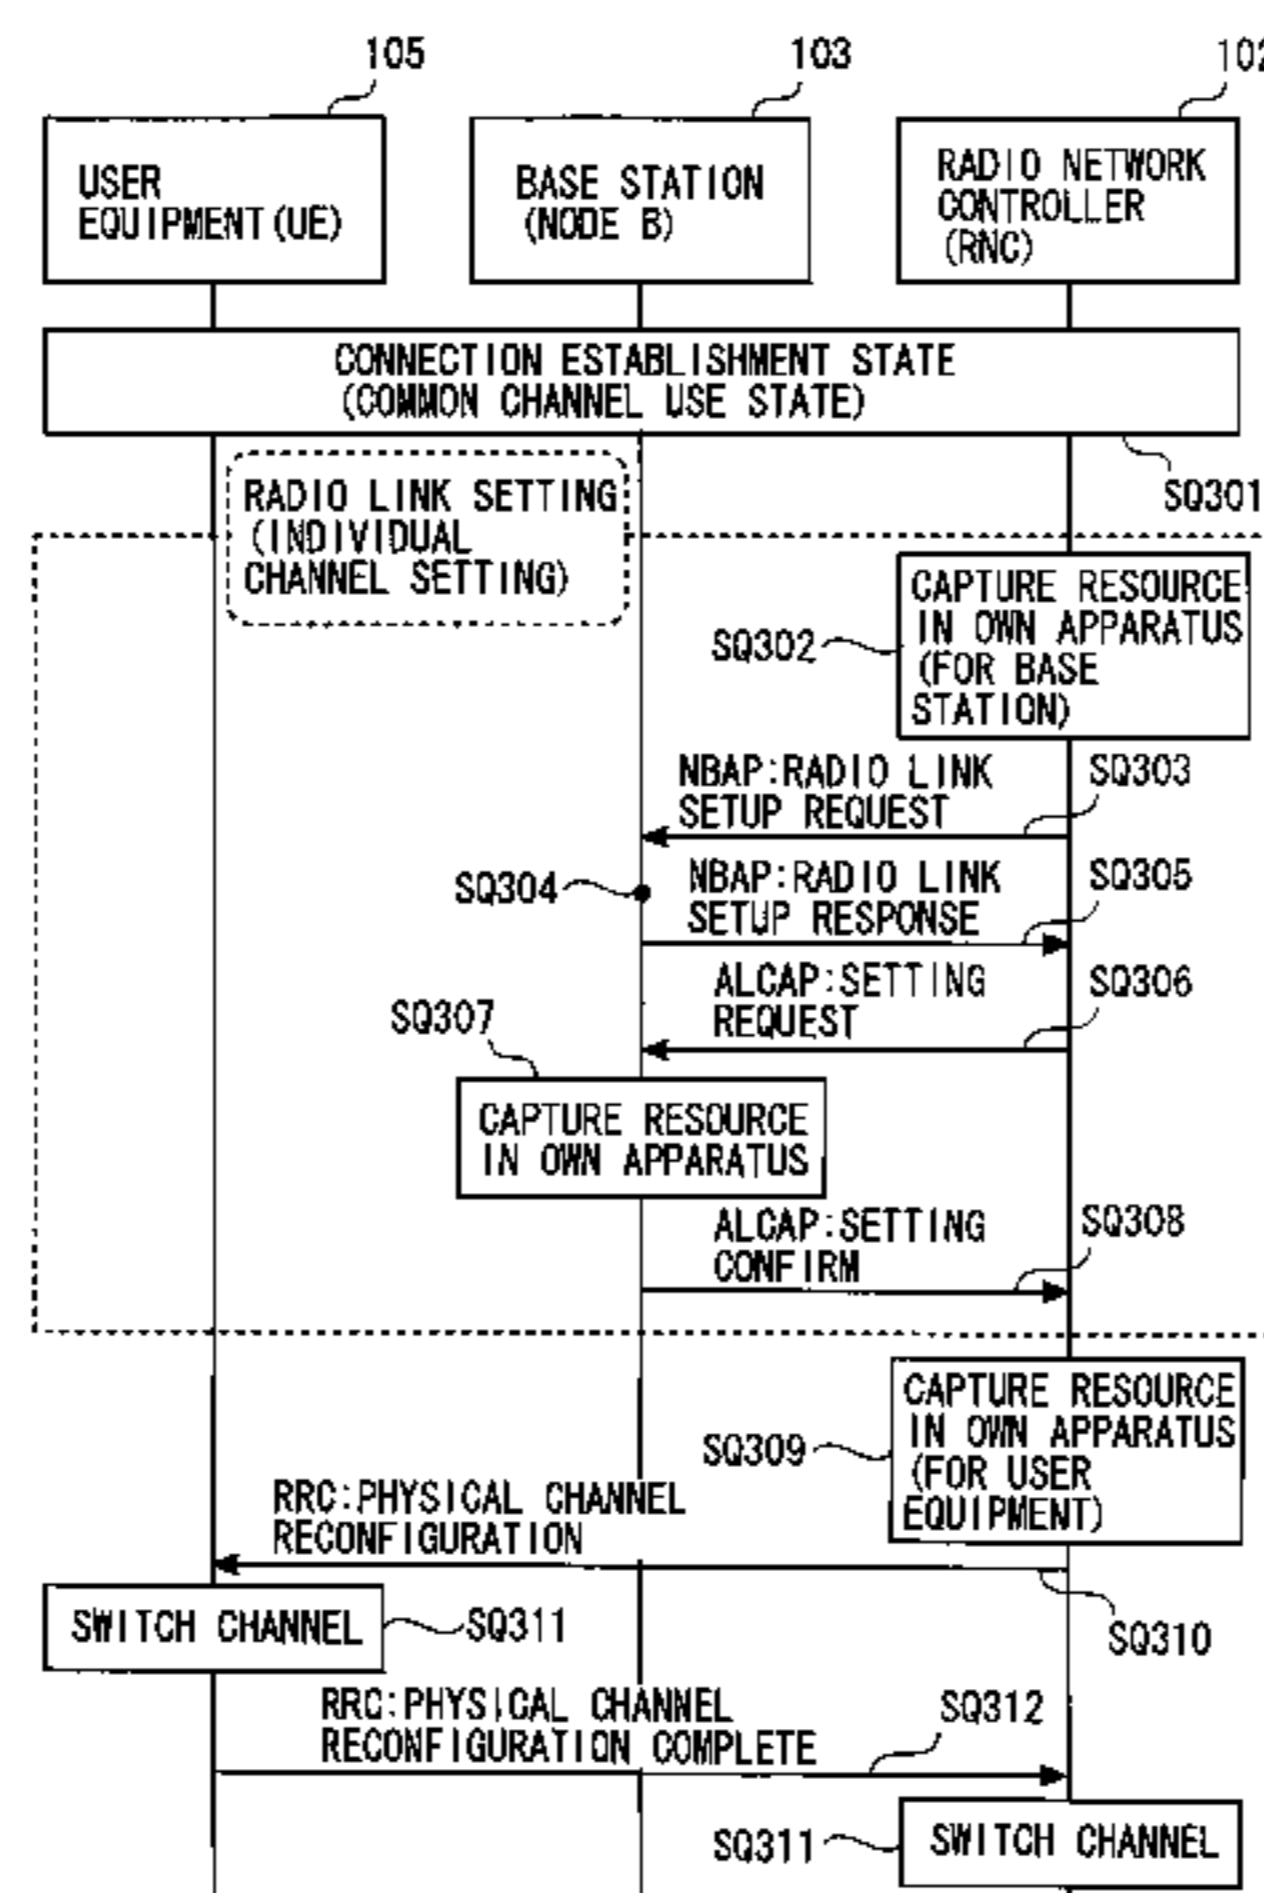 105
103
102
USER
EQUIPMENT(UE)
BASE STATION
(NODE B)
RADIO NETWORK
CONTROLLER
(RNC)
CONNECTION ESTABLISHMENT STATE
(COMMON CHANNEL USE STATE)
SQ301
RADIO LINK SETTING
(INDIVIDUAL
CHANNEL SETTING)
CAPTURE RESOURCE
IN OWN APPARATUS
(FOR BASE
STATION)
SQ302
NBAP:RADIO LINK
SETUP REQUEST
SQ303
SQ304
NBAP:RADIO LINK
SETUP RESPONSE
SQ305
ALCAP:SETTING
REQUEST
SQ306
SQ307
CAPTURE RESOURCE
IN OWN APPARATUS
ALCAP:SETTING
CONFIRM
SQ308
CAPTURE RESOURCE
IN OWN APPARATUS
(FOR USER
EQUIPMENT)
SQ309
RRC:PHYSICAL CHANNEL
RECONFIGURATION
SQ310
SWITCH CHANNEL
SQ311
RRC:PHYSICAL CHANNEL
RECONFIGURATION COMPLETE
SQ312
SQ311
SWITCH CHANNEL